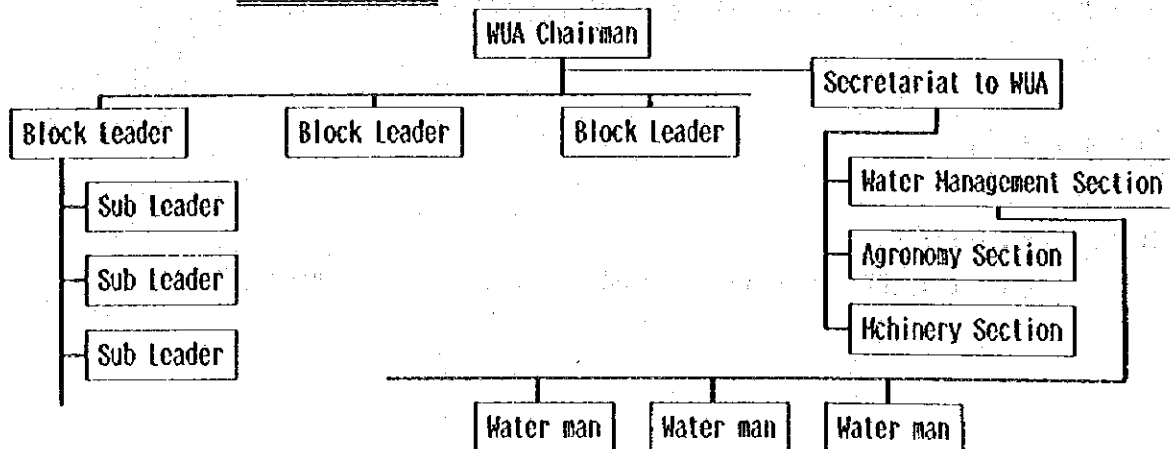 WUA Chairman
Secretariat to WUA
Block Leader
Block Leader
Block Leader
Water Management Section
Sub Leader
Agronomy Section
Sub Leader
Mchinery Section
Sub Leader
Water man
Water man
Water man